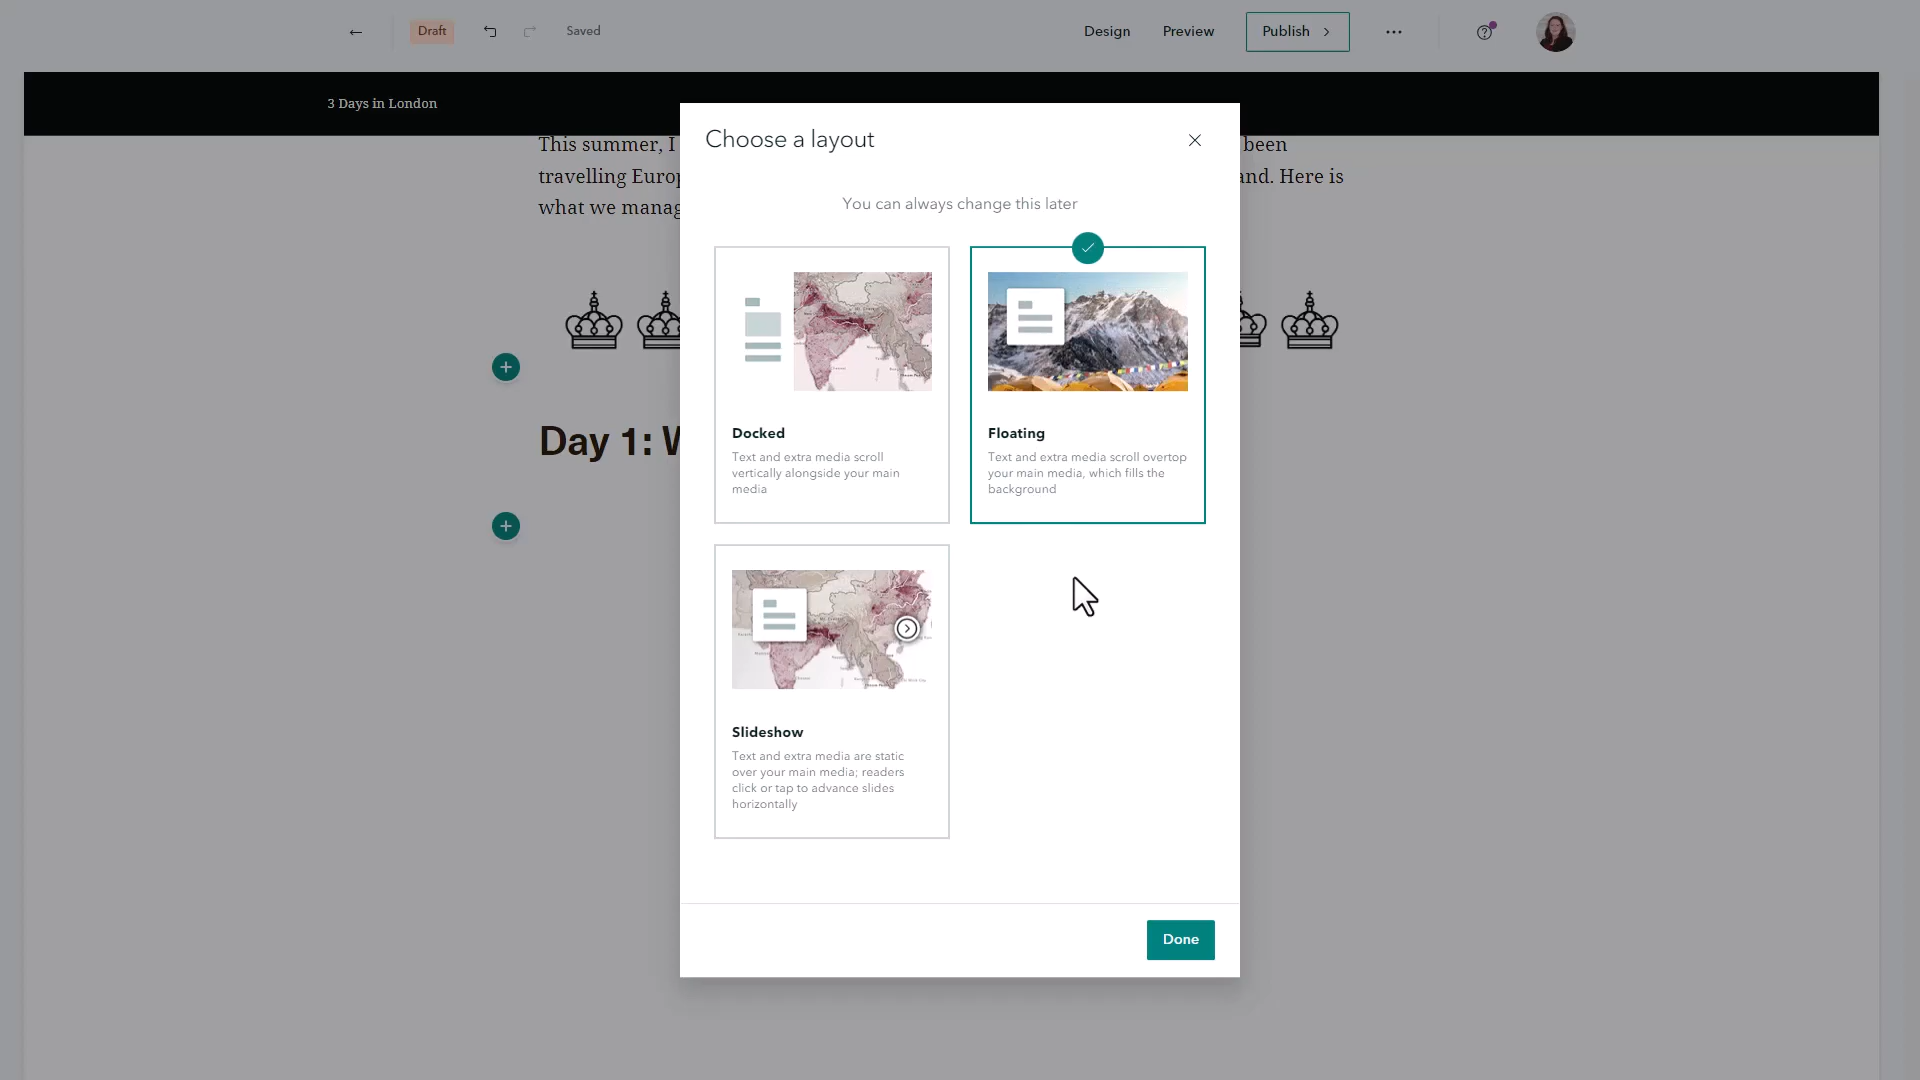 Draft
Saved
Design
Preview
Publish
3 Days in London
This summer, I
been
travelling Europ
and. Here is
what we manag
Day 1: W
Choose a layout
You can always change this later
Docked
Text and extra media scroll
vertically alongside your main
media
Floating
Text and extra media scroll overtop
your main media, which fills the
background
Slideshow
Text and extra media are static
over your main media; readers
click or tap to advance slides
horizontally
Done